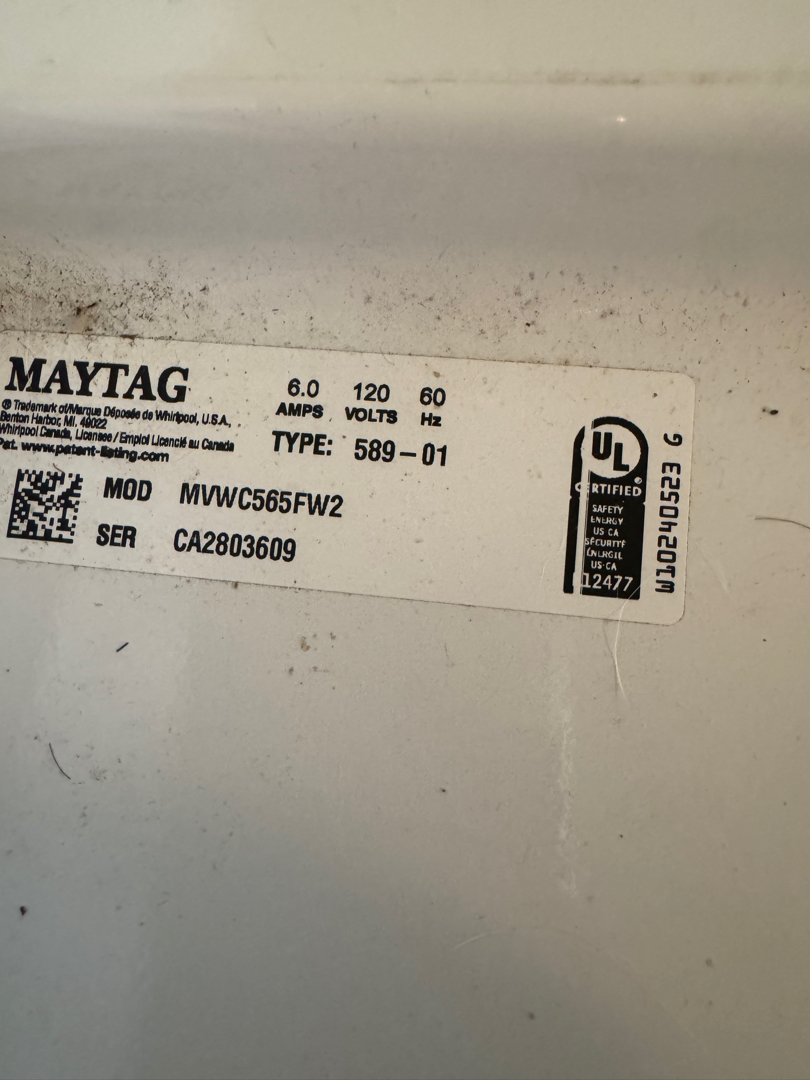 MAYTAG
® Trademark of/Marque Déposée de Whirlpool, U.S.A.,
Benton Harbor, MI. 49022
Whirlpool Canada, Licensee / Emploi Licencié au Canada
Pat. www.patent-listing.com
6.0 120 60
AMPS VOLTS Hz
TYPE: 589-01
MOD MVWC565FW2
SER CA2803609
UL
CERTIFIED
SAFETY
ENERGY
US CA
SÉCURITÉ
ÉNERGIE
US·CA
12477
W10240523 G